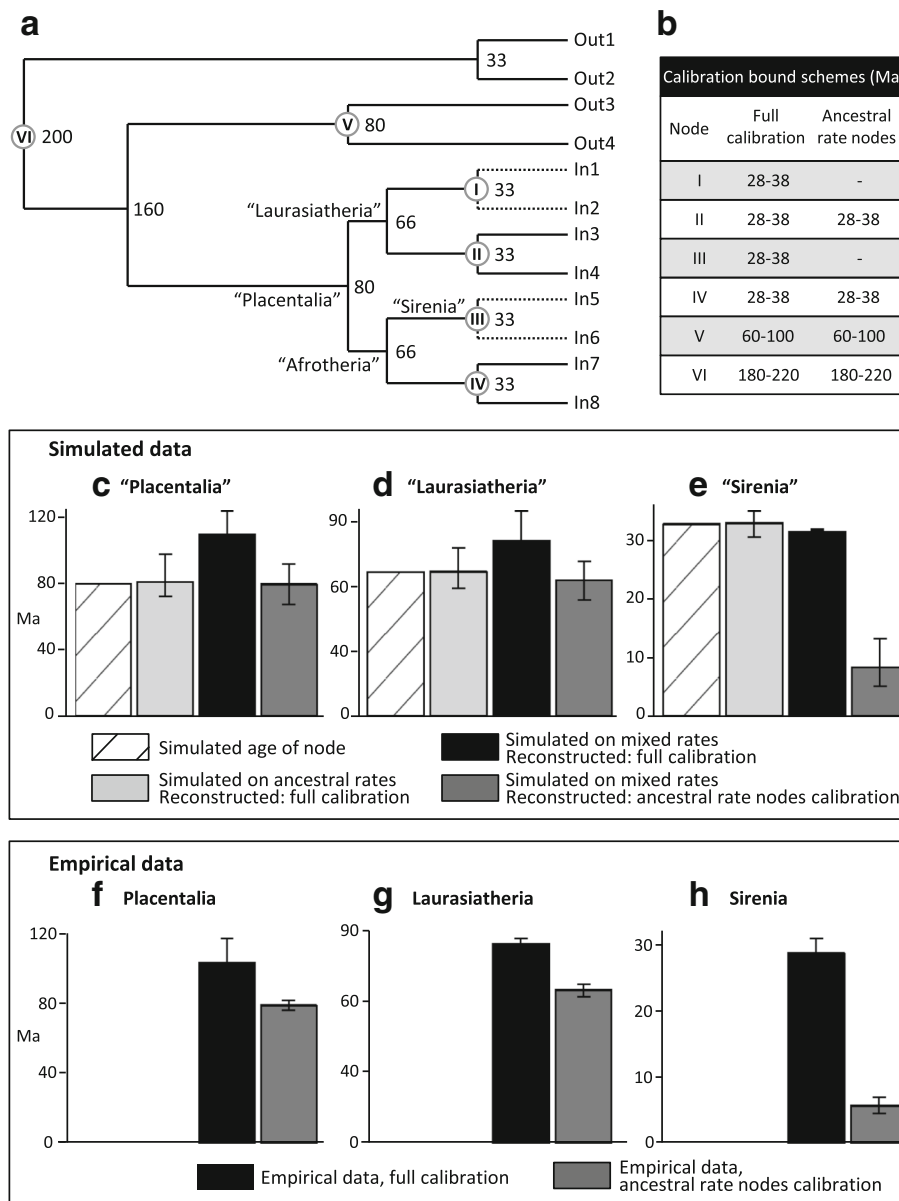 a
b
Out1
33
Out2
Out3
V
80
Out4
VI
200
In1
I
33
In2
"Laurasiatheria"
160
66
In3
II
33
In4
"Placentalia"
80
"Sirenia"
In5
III
33
In6
66
"Afrotheria"
In7
IV
33
In8
Calibration bound schemes (Ma
Node Full calibration Ancestral rate nodes
I 28-38 -
II 28-38 28-38
III 28-38 -
IV 28-38 28-38
V 60-100 60-100
VI 180-220 180-220
Simulated data
c "Placentalia"
d "Laurasiatheria"
e "Sirenia"
120
80
Ma
40
0
90
60
40
0
30
20
10
0
Simulated age of node
Simulated on ancestral rates
Reconstructed: full calibration
Simulated on mixed rates
Reconstructed: full calibration
Simulated on mixed rates
Reconstructed: ancestral rate nodes calibration
Empirical data
f Placentalia
g Laurasiatheria
h Sirenia
120
80
Ma
40
0
90
60
40
0
30
20
10
0
Empirical data, full calibration
Empirical data,
ancestral rate nodes calibration